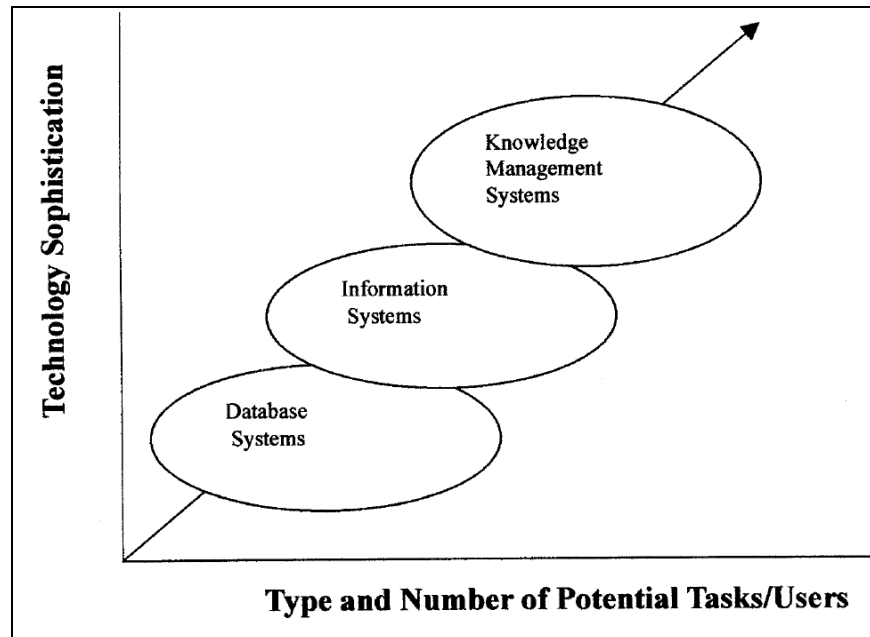 Technology Sophistication
Knowledge
Management
Systems
Information
Systems
Database
Systems
Type and Number of Potential Tasks/Users